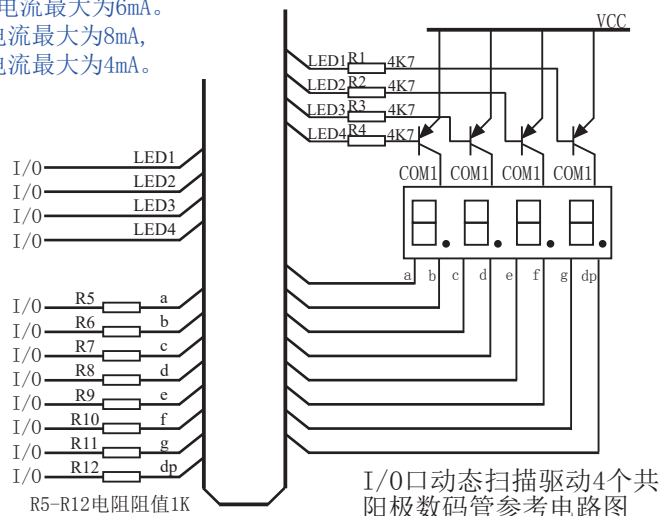 电流最大为6mA。
电流最大为8mA,
电流最大为4mA。
VCC
LED1 R1 4K7
LED2 R2 4K7
LED3 R3 4K7
LED4 R4 4K7
COM1 COM1 COM1 COM1
I/O LED1
I/O LED2
I/O LED3
I/O LED4
a b c d e f g dp
I/O R5 a
I/O R6 b
I/O R7 c
I/O R8 d
I/O R9 e
I/O R10 f
I/O R11 g
I/O R12 dp
R5-R12电阻阻值1K
I/O口动态扫描驱动4个共
阳极数码管参考电路图